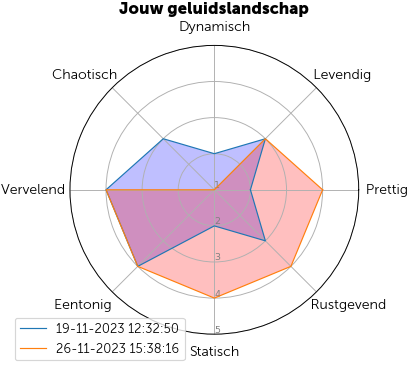 Jouw geluidslandschap
Dynamisch
Chaotisch
Levendig
Vervelend
Prettig
1
2
3
4
5
Eentonig
Rustgevend
Statisch
19-11-2023 12:32:50
26-11-2023 15:38:16